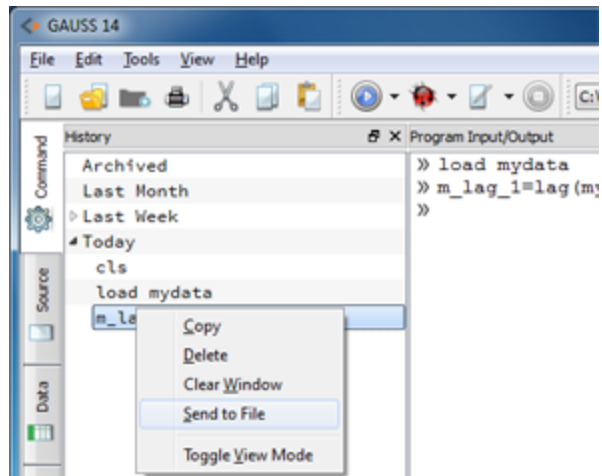 GAUSS 14
File Edit Tools View Help
C:\
Command
History
Archived
Last Month
Last Week
Today
cls
load mydata
m_la
Copy
Delete
Clear Window
Send to File
Toggle View Mode
Source
Data
Program Input/Output
» load mydata
» m_lag_1=lag(my
»